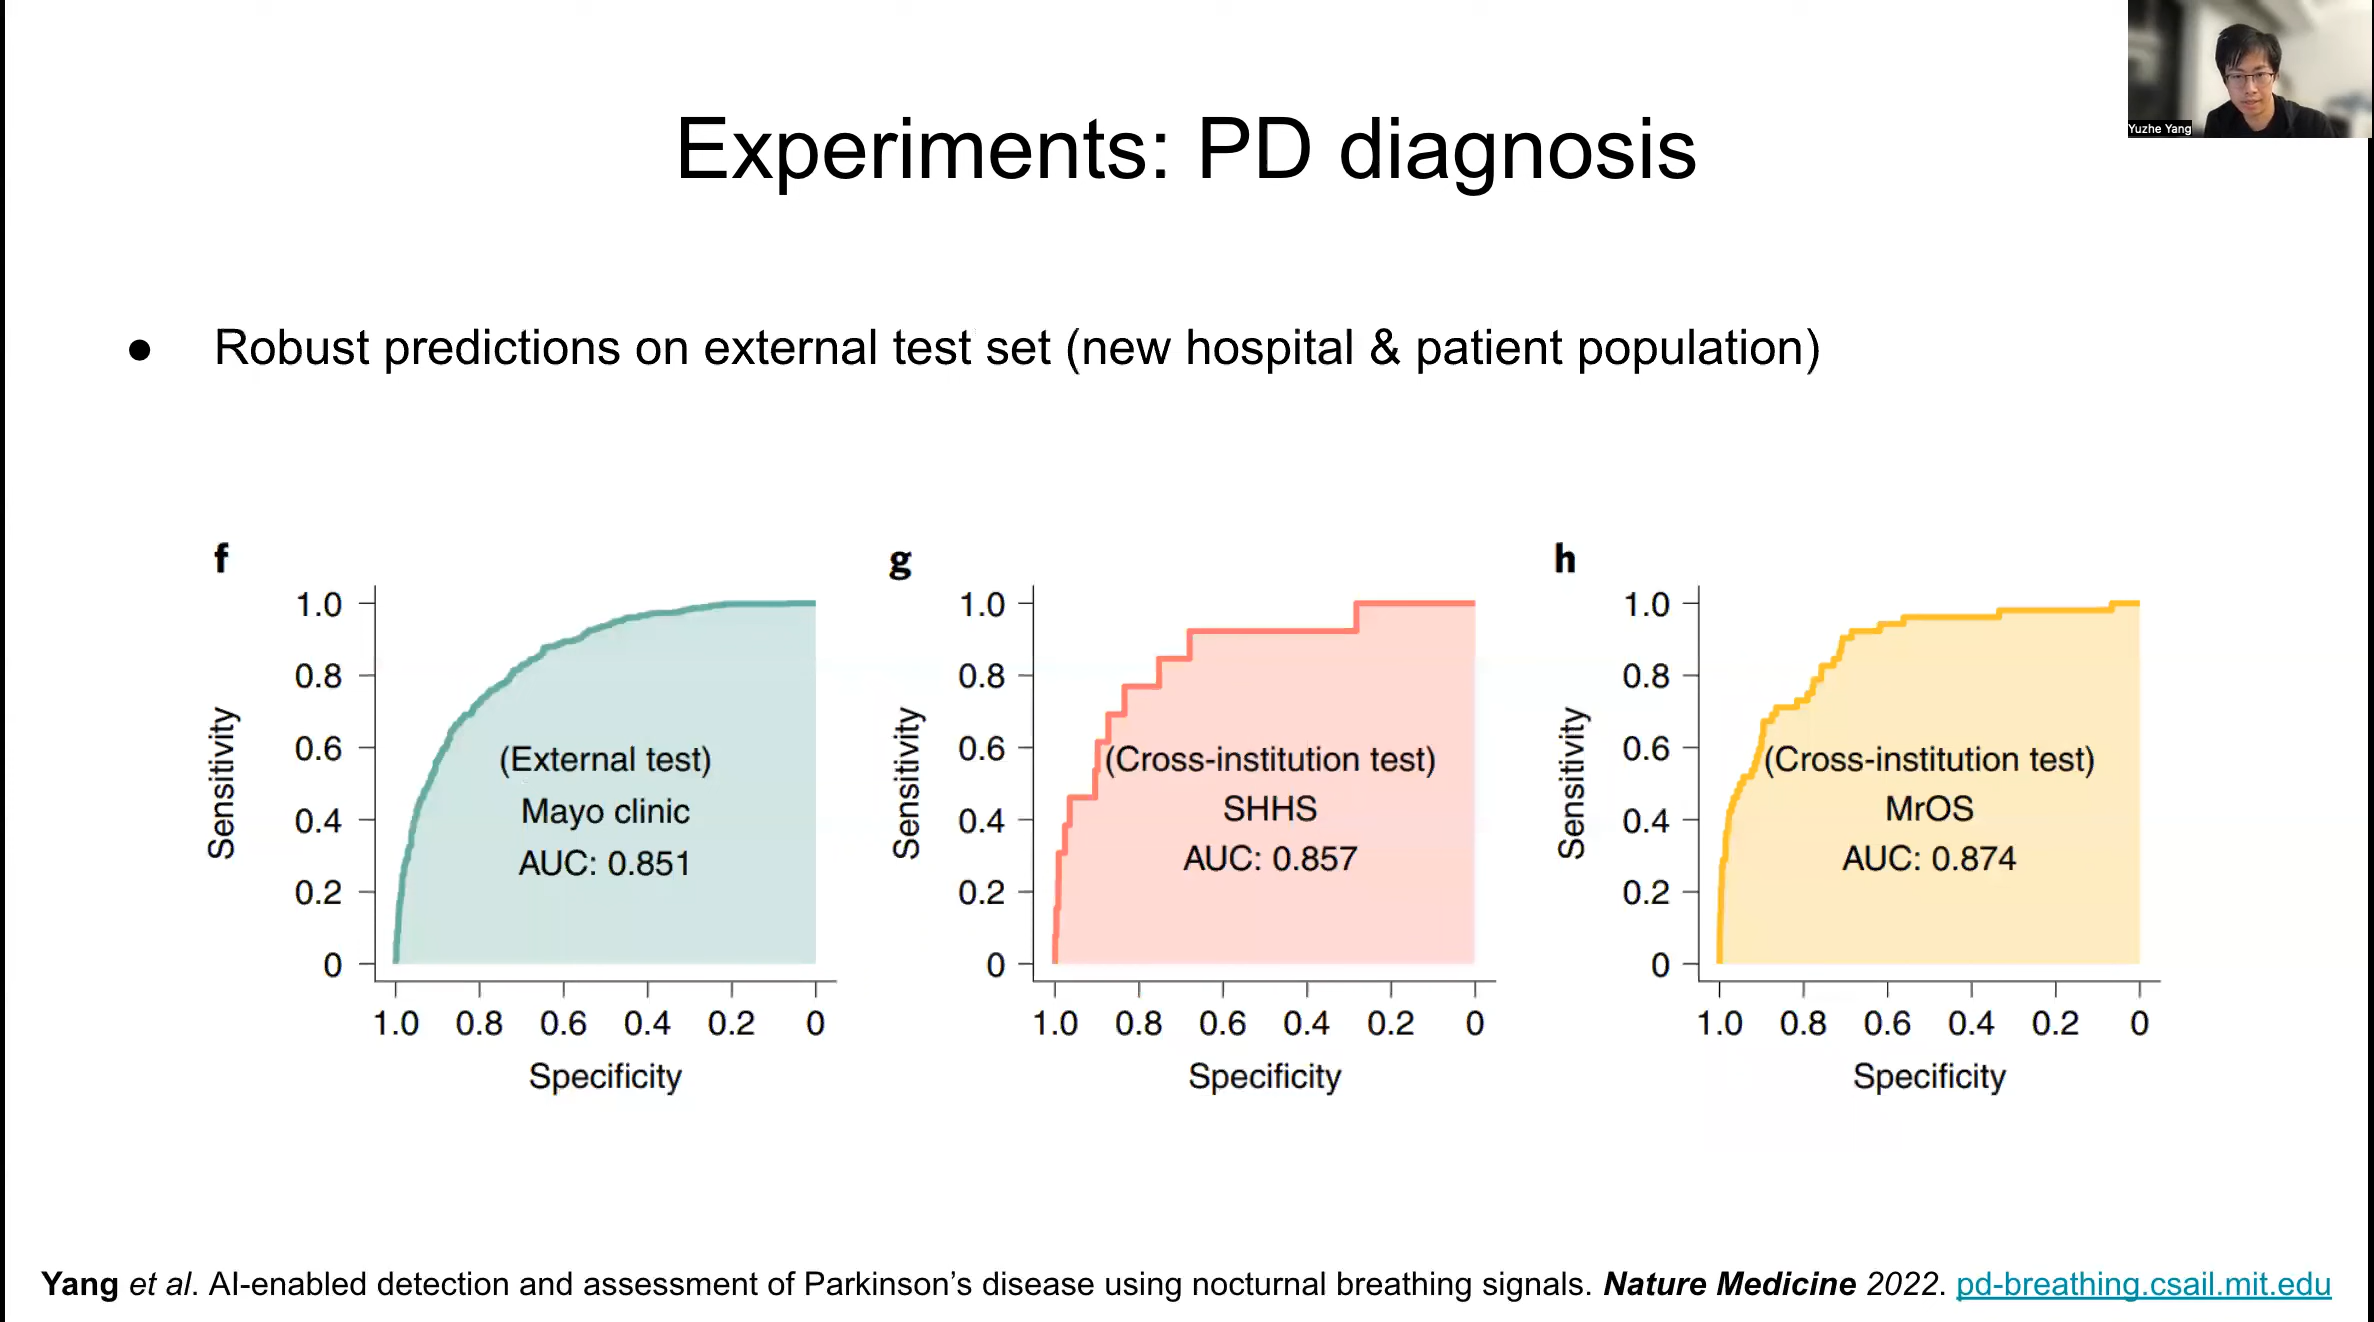 Yuzhe Yang
Experiments: PD diagnosis
● Robust predictions on external test set (new hospital & patient population)
f
1.0
0.8
0.6
0.4
0.2
0
Sensitivity
(External test)
Mayo clinic
AUC: 0.851
1.0 0.8 0.6 0.4 0.2 0
Specificity
g
1.0
0.8
0.6
0.4
0.2
0
Sensitivity
(Cross-institution test)
SHHS
AUC: 0.857
1.0 0.8 0.6 0.4 0.2 0
Specificity
h
1.0
0.8
0.6
0.4
0.2
0
Sensitivity
(Cross-institution test)
MrOS
AUC: 0.874
1.0 0.8 0.6 0.4 0.2 0
Specificity
Yang et al. AI-enabled detection and assessment of Parkinson’s disease using nocturnal breathing signals. Nature Medicine 2022. pd-breathing.csail.mit.edu